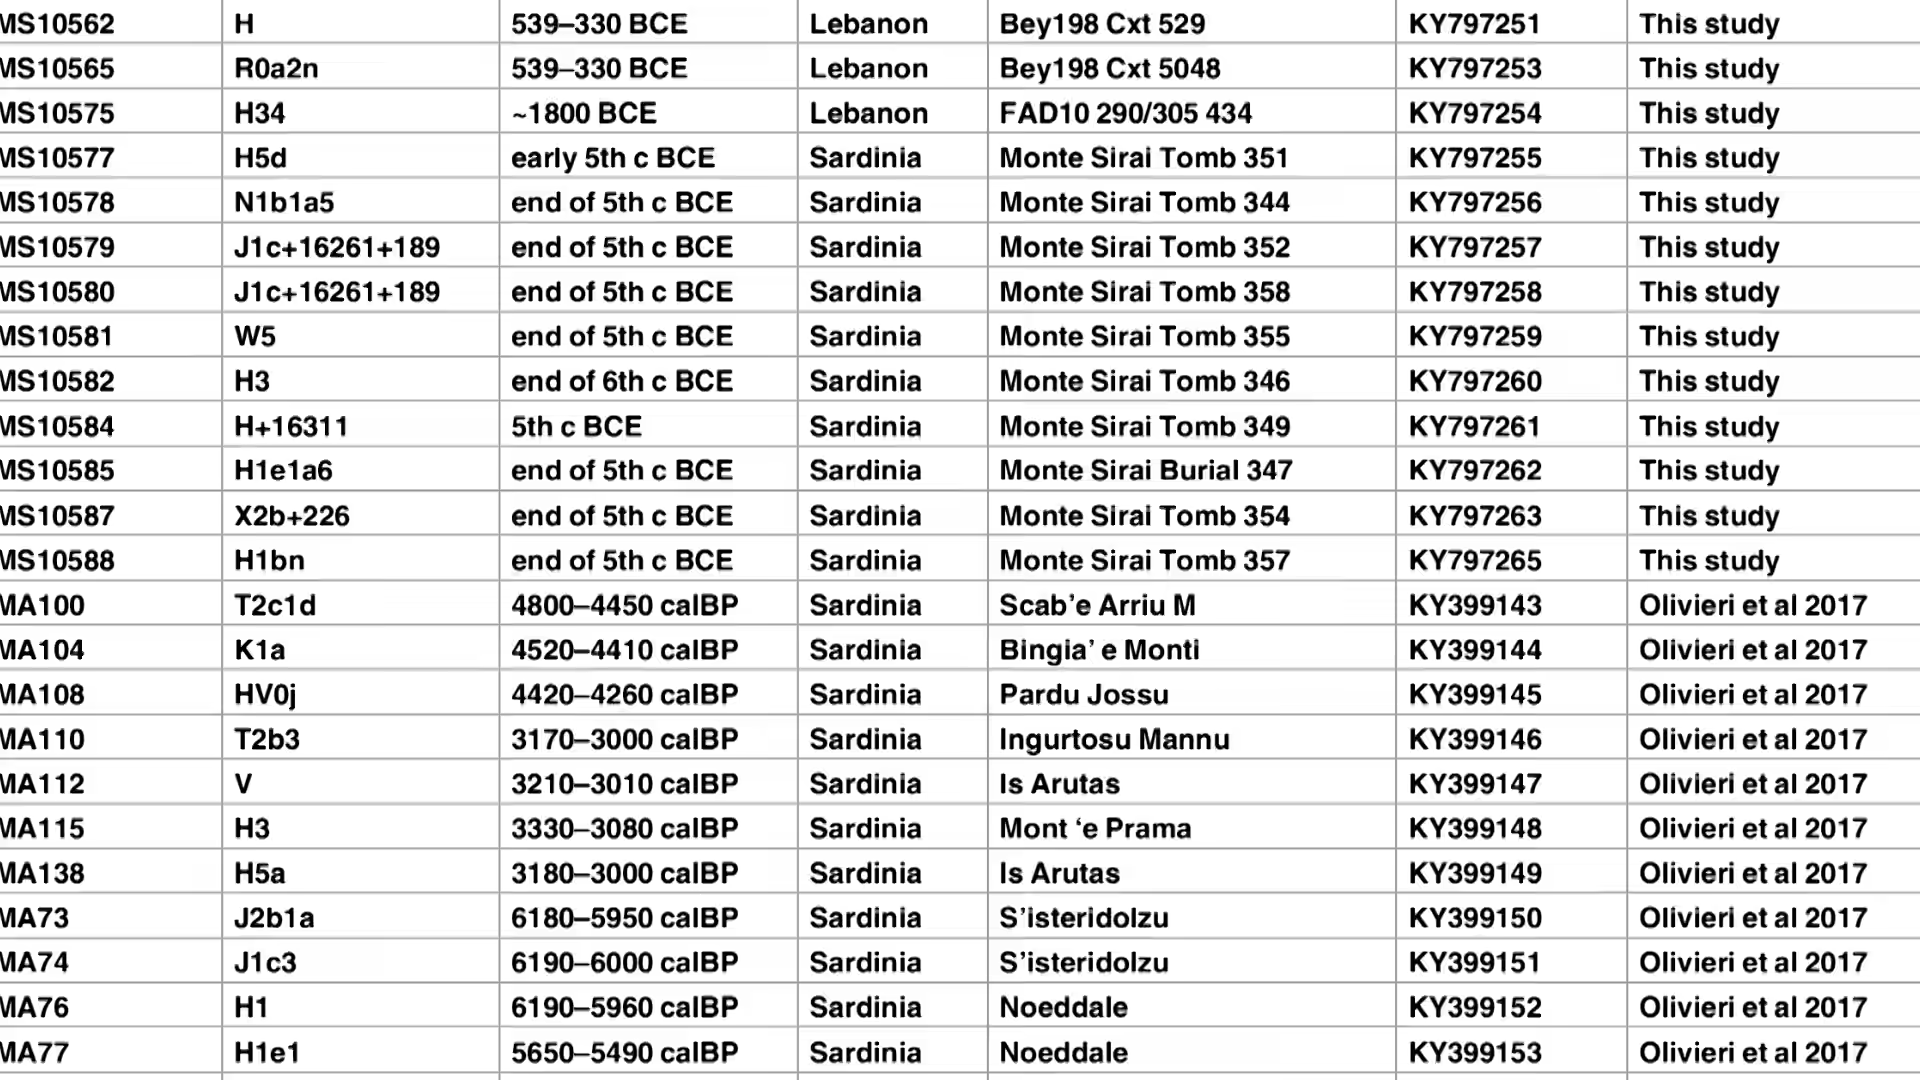 MS10562 H 539–330 BCE Lebanon Bey198 Cxt 529 KY797251 This study
MS10565 R0a2n 539–330 BCE Lebanon Bey198 Cxt 5048 KY797253 This study
MS10575 H34 ~1800 BCE Lebanon FAD10 290/305 434 KY797254 This study
MS10577 H5d early 5th c BCE Sardinia Monte Sirai Tomb 351 KY797255 This study
MS10578 N1b1a5 end of 5th c BCE Sardinia Monte Sirai Tomb 344 KY797256 This study
MS10579 J1c+16261+189 end of 5th c BCE Sardinia Monte Sirai Tomb 352 KY797257 This study
MS10580 J1c+16261+189 end of 5th c BCE Sardinia Monte Sirai Tomb 358 KY797258 This study
MS10581 W5 end of 5th c BCE Sardinia Monte Sirai Tomb 355 KY797259 This study
MS10582 H3 end of 6th c BCE Sardinia Monte Sirai Tomb 346 KY797260 This study
MS10584 H+16311 5th c BCE Sardinia Monte Sirai Tomb 349 KY797261 This study
MS10585 H1e1a6 end of 5th c BCE Sardinia Monte Sirai Burial 347 KY797262 This study
MS10587 X2b+226 end of 5th c BCE Sardinia Monte Sirai Tomb 354 KY797263 This study
MS10588 H1bn end of 5th c BCE Sardinia Monte Sirai Tomb 357 KY797265 This study
MA100 T2c1d 4800–4450 calBP Sardinia Scab’e Arriu M KY399143 Olivieri et al 2017
MA104 K1a 4520–4410 calBP Sardinia Bingia’ e Monti KY399144 Olivieri et al 2017
MA108 HV0j 4420–4260 calBP Sardinia Pardu Jossu KY399145 Olivieri et al 2017
MA110 T2b3 3170–3000 calBP Sardinia Ingurtosu Mannu KY399146 Olivieri et al 2017
MA112 V 3210–3010 calBP Sardinia Is Arutas KY399147 Olivieri et al 2017
MA115 H3 3330–3080 calBP Sardinia Mont ‘e Prama KY399148 Olivieri et al 2017
MA138 H5a 3180–3000 calBP Sardinia Is Arutas KY399149 Olivieri et al 2017
MA73 J2b1a 6180–5950 calBP Sardinia S’isteridolzu KY399150 Olivieri et al 2017
MA74 J1c3 6190–6000 calBP Sardinia S’isteridolzu KY399151 Olivieri et al 2017
MA76 H1 6190–5960 calBP Sardinia Noeddale KY399152 Olivieri et al 2017
MA77 H1e1 5650–5490 calBP Sardinia Noeddale KY399153 Olivieri et al 2017